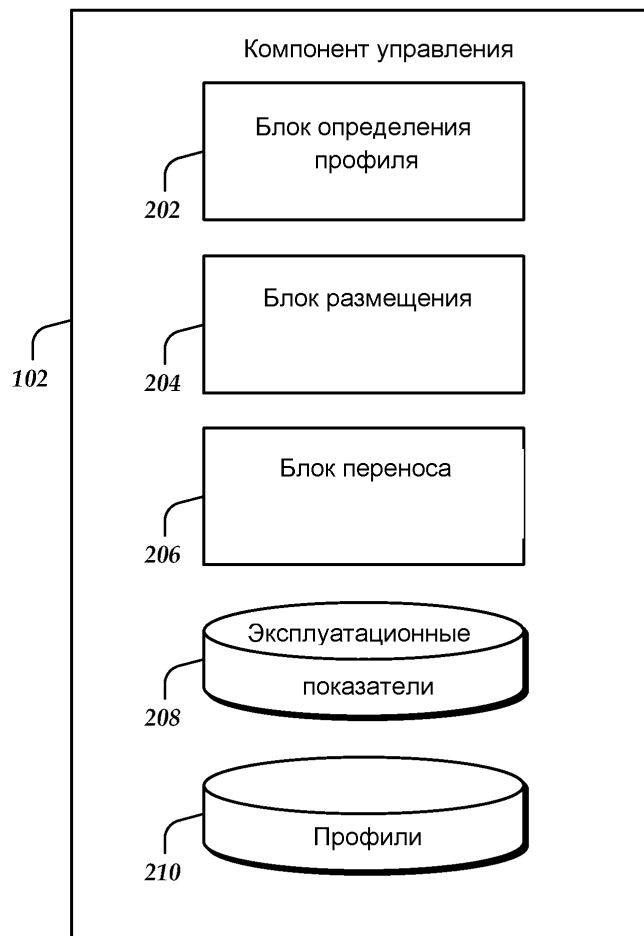 Компонент управления
Блок определения
профиля
202
Блок размещения
102
204
Блок переноса
206
Эксплуатационные
показатели
208
Профили
210